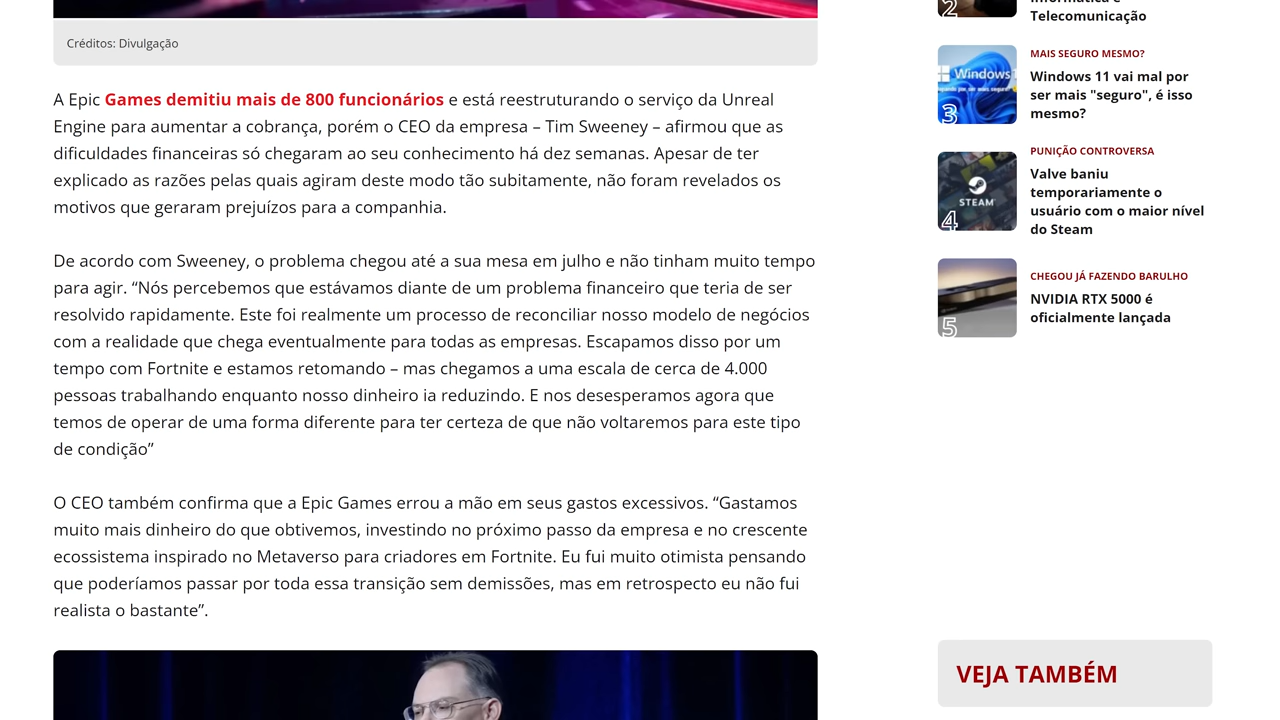 Créditos: Divulgação
A Epic Games demitiu mais de 800 funcionários e está reestruturando o serviço da Unreal
Engine para aumentar a cobrança, porém o CEO da empresa – Tim Sweeney – afirmou que as
dificuldades financeiras só chegaram ao seu conhecimento há dez semanas. Apesar de ter
explicado as razões pelas quais agiram deste modo tão subitamente, não foram revelados os
motivos que geraram prejuízos para a companhia.
De acordo com Sweeney, o problema chegou até a sua mesa em julho e não tinham muito tempo
para agir. “Nós percebemos que estávamos diante de um problema financeiro que teria de ser
resolvido rapidamente. Este foi realmente um processo de reconciliar nosso modelo de negócios
com a realidade que chega eventualmente para todas as empresas. Escapamos disso por um
tempo com Fortnite e estamos retomando – mas chegamos a uma escala de cerca de 4.000
pessoas trabalhando enquanto nosso dinheiro ia reduzindo. E nos desesperamos agora que
temos de operar de uma forma diferente para ter certeza de que não voltaremos para este tipo
de condição”
O CEO também confirma que a Epic Games errou a mão em seus gastos excessivos. “Gastamos
muito mais dinheiro do que obtivemos, investindo no próximo passo da empresa e no crescente
ecossistema inspirado no Metaverso para criadores em Fortnite. Eu fui muito otimista pensando
que poderíamos passar por toda essa transição sem demissões, mas em retrospecto eu não fui
realista o bastante”.
2
Telecomunicação
MAIS SEGURO MESMO?
Windows 11 vai mal por
ser mais "seguro", é isso
mesmo?
Windows
3
PUNIÇÃO CONTROVERSA
Valve baniu
temporariamente o
usuário com o maior nível
do Steam
STEAM
4
CHEGOU JÁ FAZENDO BARULHO
NVIDIA RTX 5000 é
oficialmente lançada
5
VEJA TAMBÉM